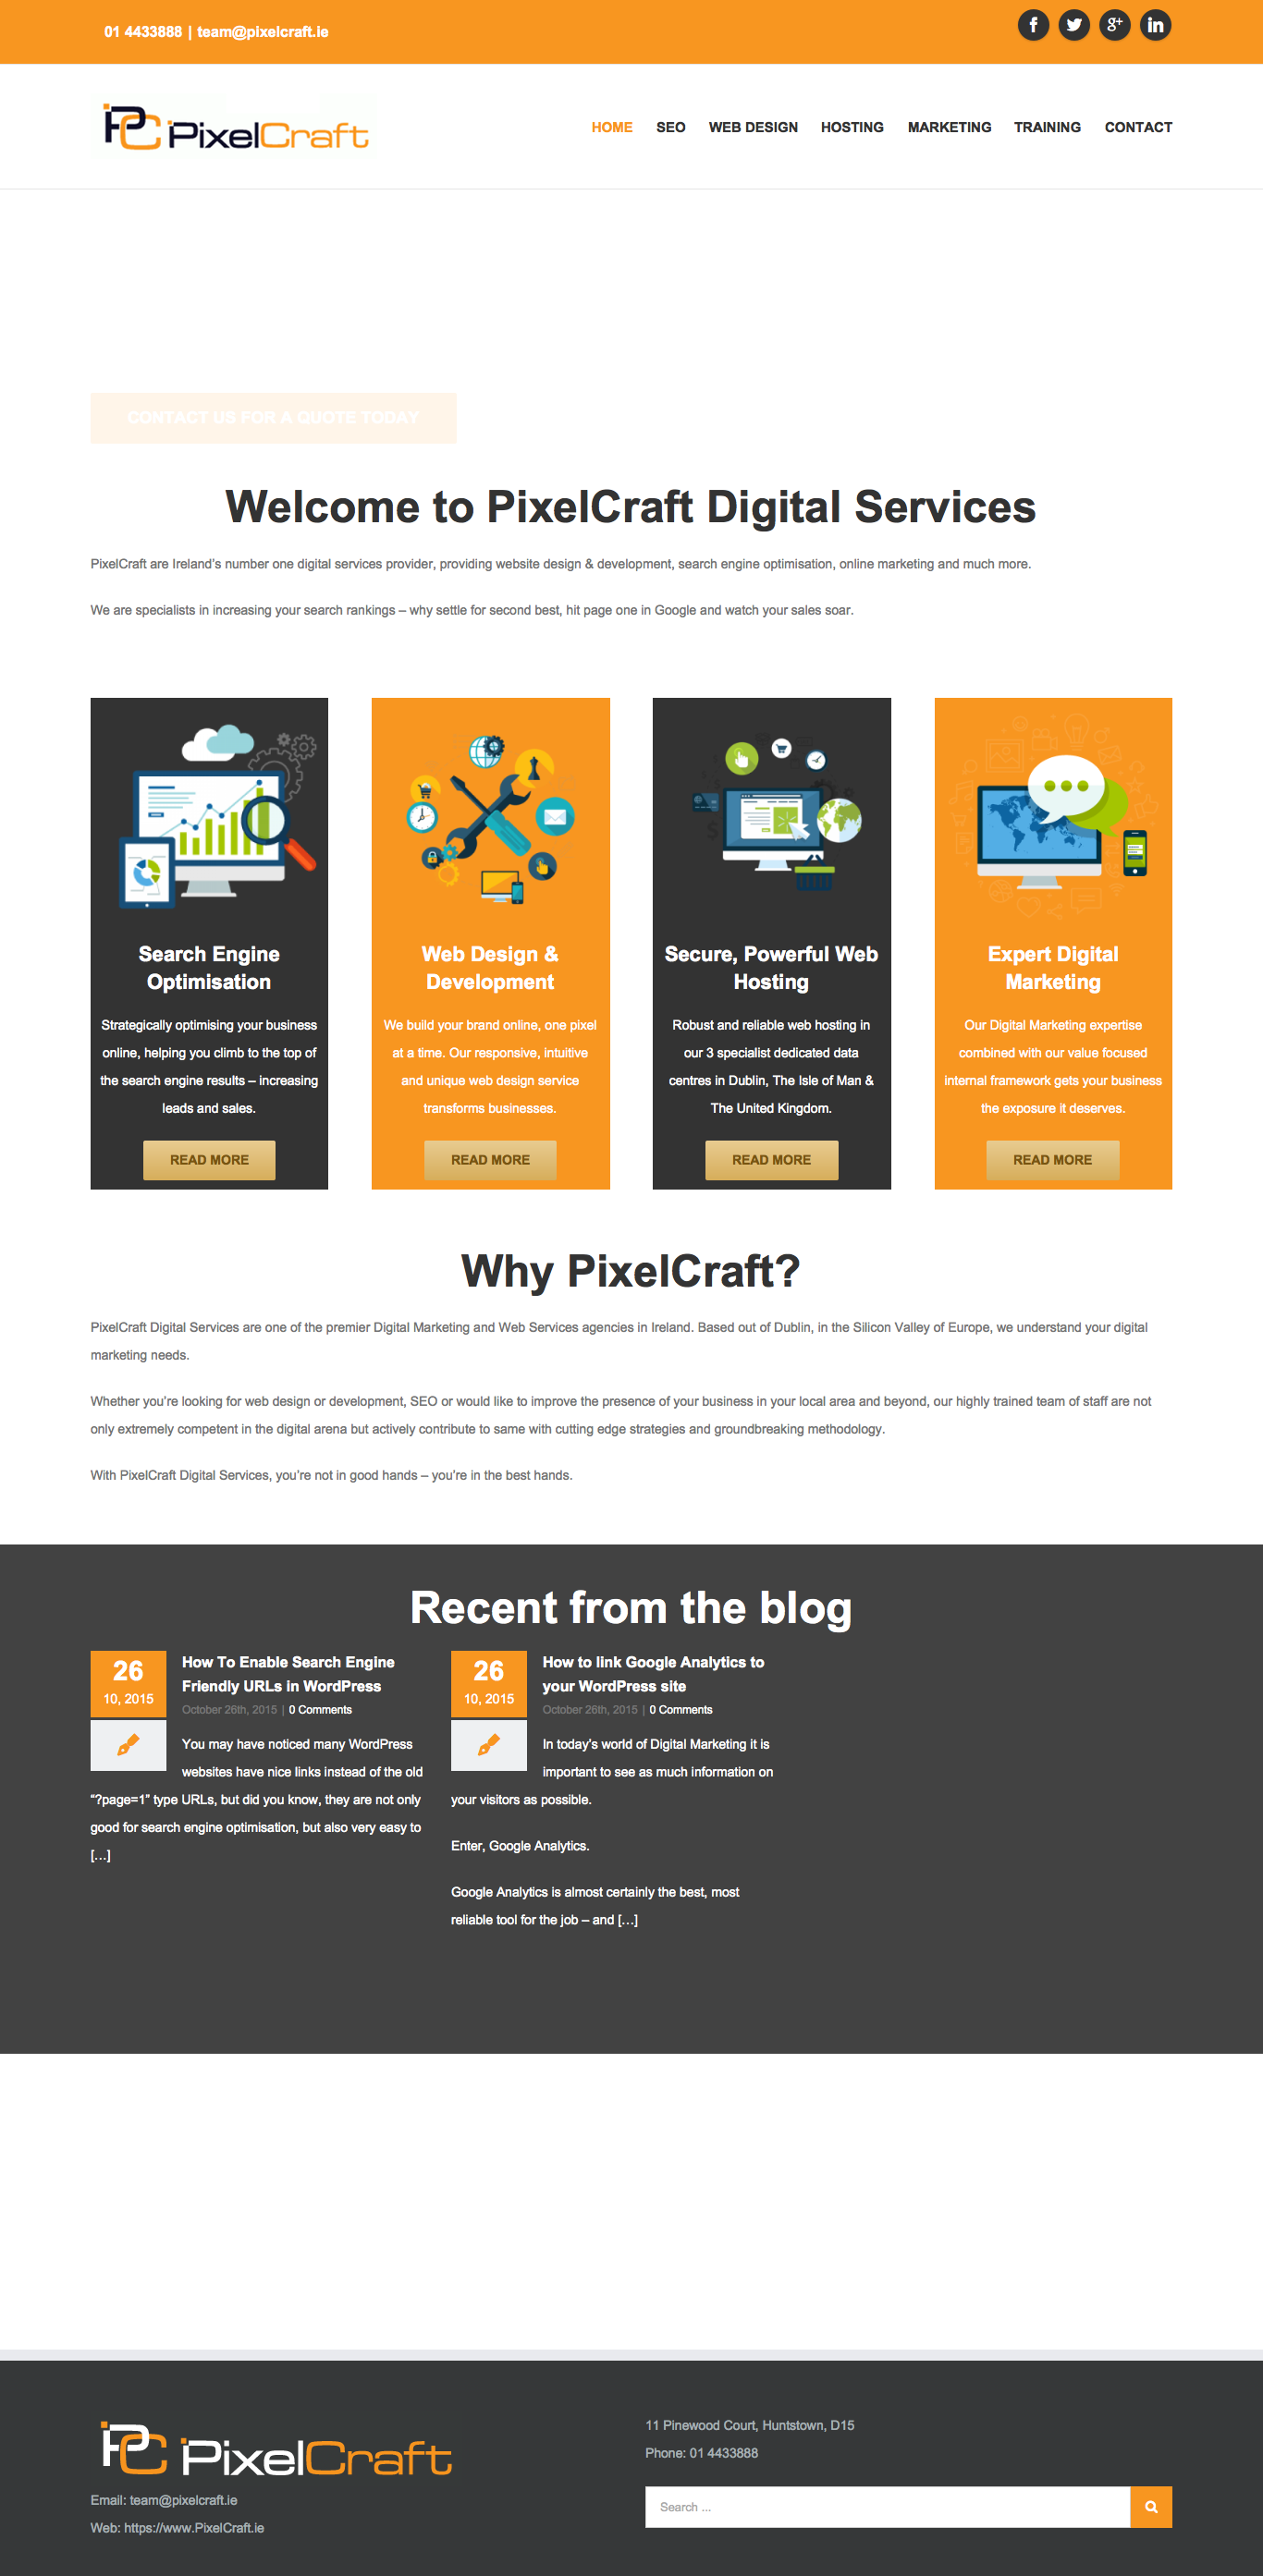 01 4433888 | team@pixelcraft.ie
PC PixelCraft
HOME SEO WEB DESIGN HOSTING MARKETING TRAINING CONTACT
CONTACT US FOR A QUOTE TODAY
Welcome to PixelCraft Digital Services
PixelCraft are Ireland's number one digital services provider, providing website design & development, search engine optimisation, online marketing and much more.
We are specialists in increasing your search rankings – why settle for second best, hit page one in Google and watch your sales soar.
Search Engine
Optimisation
Strategically optimising your business
online, helping you climb to the top of
the search engine results – increasing
leads and sales.
READ MORE
Web Design &
Development
We build your brand online, one pixel
at a time. Our responsive, intuitive
and unique web design service
transforms businesses.
READ MORE
Secure, Powerful Web
Hosting
Robust and reliable web hosting in
our 3 specialist dedicated data
centres in Dublin, The Isle of Man &
The United Kingdom.
READ MORE
Expert Digital
Marketing
Our Digital Marketing expertise
combined with our value focused
internal framework gets your business
the exposure it deserves.
READ MORE
Why PixelCraft?
PixelCraft Digital Services are one of the premier Digital Marketing and Web Services agencies in Ireland. Based out of Dublin, in the Silicon Valley of Europe, we understand your digital
marketing needs.
Whether you're looking for web design or development, SEO or would like to improve the presence of your business in your local area and beyond, our highly trained team of staff are not
only extremely competent in the digital arena but actively contribute to same with cutting edge strategies and groundbreaking methodology.
With PixelCraft Digital Services, you're not in good hands – you're in the best hands.
Recent from the blog
26
10, 2015
How To Enable Search Engine
Friendly URLs in WordPress
October 26th, 2015 | 0 Comments
You may have noticed many WordPress
websites have nice links instead of the old
“?page=1” type URLs, but did you know, they are not only
good for search engine optimisation, but also very easy to
[…]
26
10, 2015
How to link Google Analytics to
your WordPress site
October 26th, 2015 | 0 Comments
In today's world of Digital Marketing it is
important to see as much information on
your visitors as possible.
Enter, Google Analytics.
Google Analytics is almost certainly the best, most
reliable tool for the job – and […]
PC PixelCraft
Email: team@pixelcraft.ie
Web: https://www.PixelCraft.ie
11 Pinewood Court, Huntstown, D15
Phone: 01 4433888
Search ...